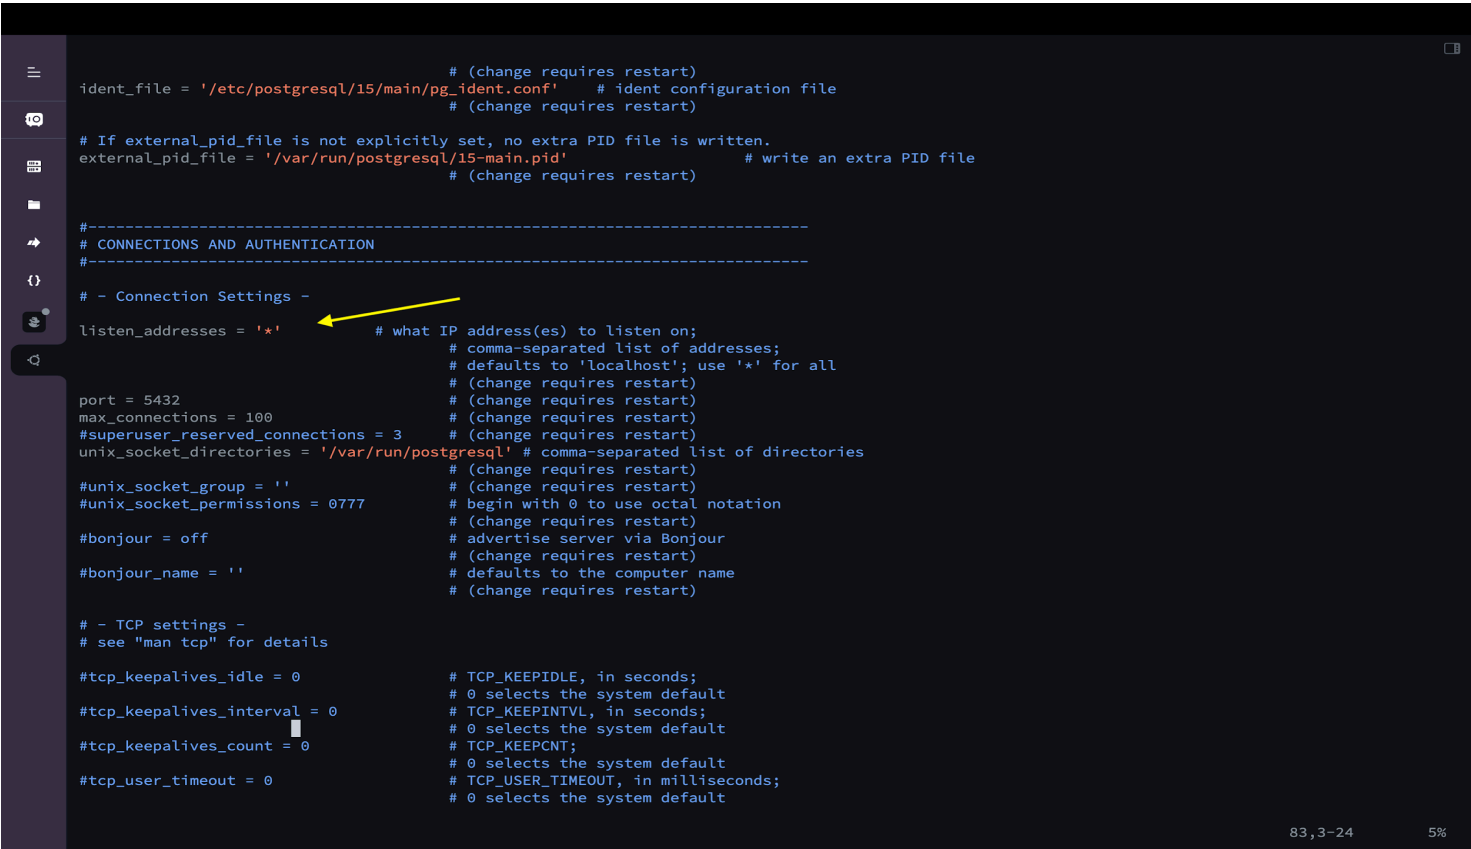 # (change requires restart)
ident_file = '/etc/postgresql/15/main/pg_ident.conf' # ident configuration file
# (change requires restart)
# If external_pid_file is not explicitly set, no extra PID file is written.
external_pid_file = '/var/run/postgresql/15-main.pid' # write an extra PID file
# (change requires restart)
#------------------------------------------------------------------------------
# CONNECTIONS AND AUTHENTICATION
#------------------------------------------------------------------------------
# - Connection Settings -
listen_addresses = '*' # what IP address(es) to listen on;
# comma-separated list of addresses;
# defaults to 'localhost'; use '*' for all
# (change requires restart)
port = 5432 # (change requires restart)
max_connections = 100 # (change requires restart)
#superuser_reserved_connections = 3 # (change requires restart)
unix_socket_directories = '/var/run/postgresql' # comma-separated list of directories
# (change requires restart)
#unix_socket_group = '' # (change requires restart)
#unix_socket_permissions = 0777 # begin with 0 to use octal notation
# (change requires restart)
#bonjour = off # advertise server via Bonjour
# (change requires restart)
#bonjour_name = '' # defaults to the computer name
# (change requires restart)
# - TCP settings -
# see "man tcp" for details
#tcp_keepalives_idle = 0 # TCP_KEEPIDLE, in seconds;
# 0 selects the system default
#tcp_keepalives_interval = 0 # TCP_KEEPINTVL, in seconds;
# 0 selects the system default
#tcp_keepalives_count = 0 # TCP_KEEPCNT;
# 0 selects the system default
#tcp_user_timeout = 0 # TCP_USER_TIMEOUT, in milliseconds;
# 0 selects the system default
83,3-24 5%